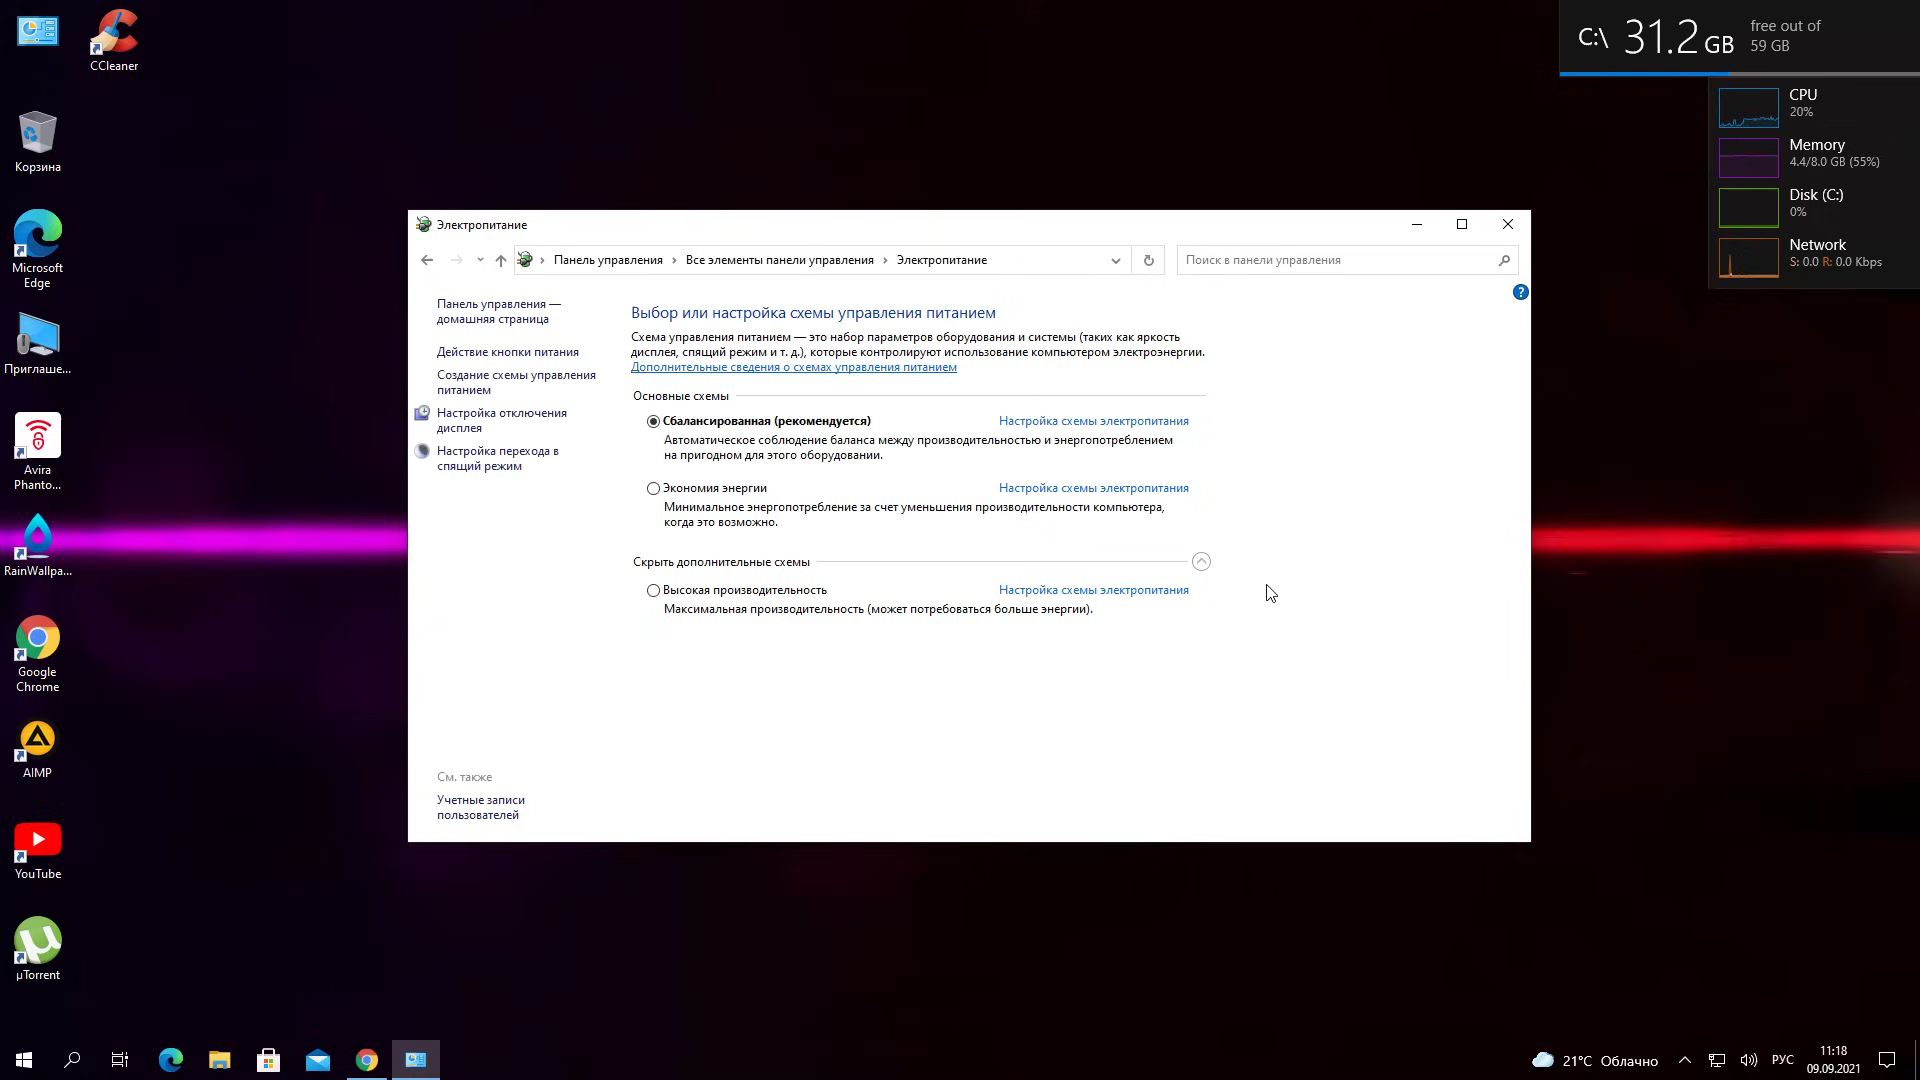 CCleaner
Корзина
Microsoft
Edge
Приглаше...
Avira
Phanto...
RainWallpa...
Google
Chrome
AIMP
YouTube
µTorrent
C:\ 31.2 GB
free out of
59 GB
CPU
20%
Memory
4.4/8.0 GB (55%)
Disk (C:)
0%
Network
S: 0.0 R: 0.0 Kbps
Электропитание
Панель управления
Все элементы панели управления
Электропитание
Поиск в панели управления
?
Панель управления —
домашняя страница
Действие кнопки питания
Создание схемы управления
питанием
Настройка отключения
дисплея
Настройка перехода в
спящий режим
Выбор или настройка схемы управления питанием
Схема управления питанием — это набор параметров оборудования и системы (таких как яркость
дисплея, спящий режим и т. д.), которые контролируют использование компьютером электроэнергии.
Дополнительные сведения о схемах управления питанием
Основные схемы
Сбалансированная (рекомендуется)
Настройка схемы электропитания
Автоматическое соблюдение баланса между производительностью и энергопотреблением
на пригодном для этого оборудовании.
Экономия энергии
Настройка схемы электропитания
Минимальное энергопотребление за счет уменьшения производительности компьютера,
когда это возможно.
Скрыть дополнительные схемы
Высокая производительность
Настройка схемы электропитания
Максимальная производительность (может потребоваться больше энергии).
См. также
Учетные записи
пользователей
21°C Облачно
РУС
11:18
09.09.2021